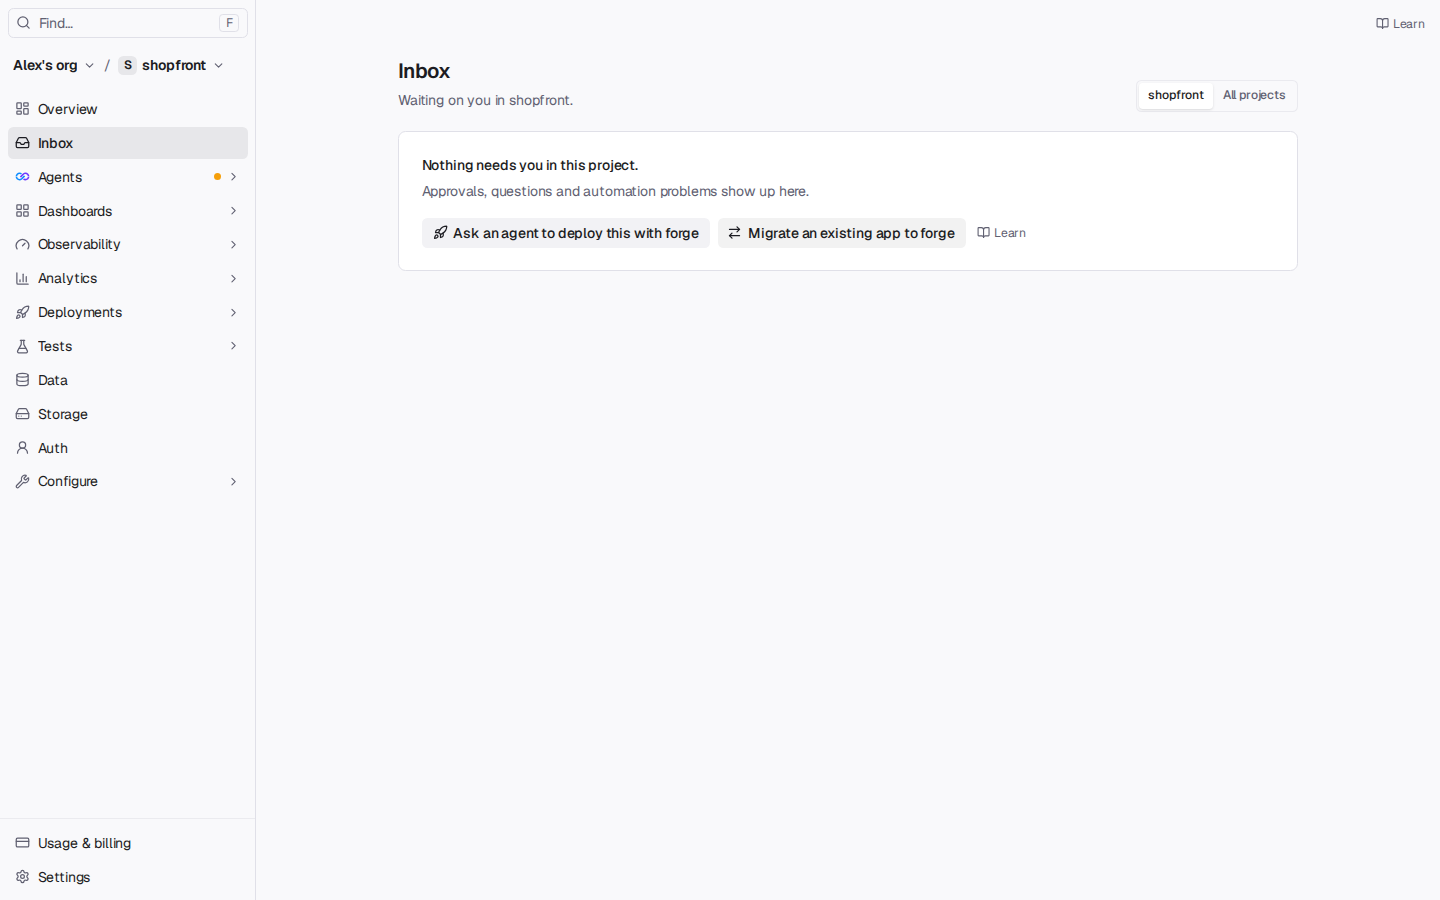 Find...
F
Learn
Alex's org / S shopfront
Inbox
Waiting on you in shopfront.
shopfront
All projects
Overview
Inbox
Agents
Dashboards
Observability
Analytics
Deployments
Tests
Data
Storage
Auth
Configure
Nothing needs you in this project.
Approvals, questions and automation problems show up here.
Ask an agent to deploy this with forge
Migrate an existing app to forge
Learn
Usage & billing
Settings